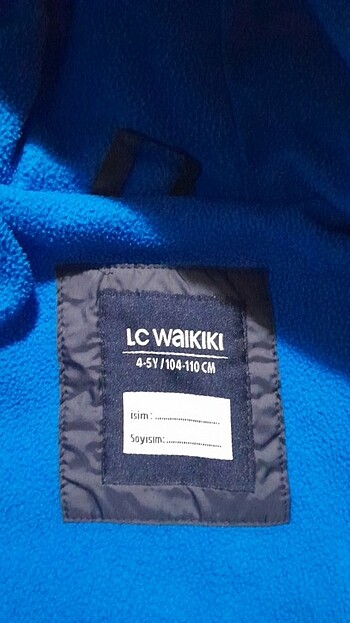 LC WAIKIKI
4-5Y / 104-110 CM
isim: ........................
Soyisim: ....................